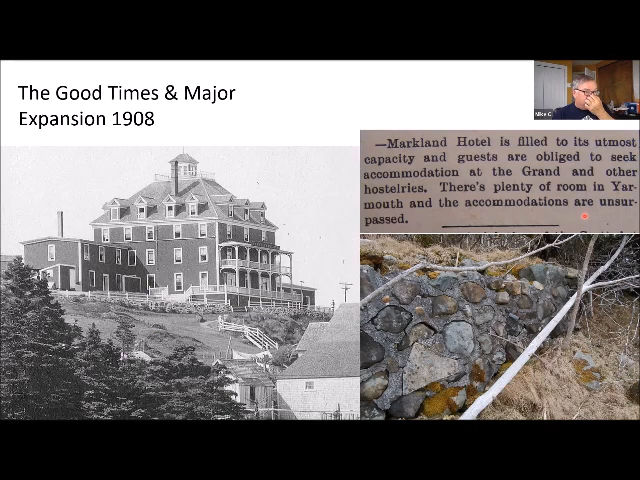 The Good Times & Major
Expansion 1908
Mike C
—Markland Hotel is filled to its utmost
capacity and guests are obliged to seek
accommodation at the Grand and other
hostelries. There's plenty of room in Yar-
mouth and the accommodations are unsur-
passed.